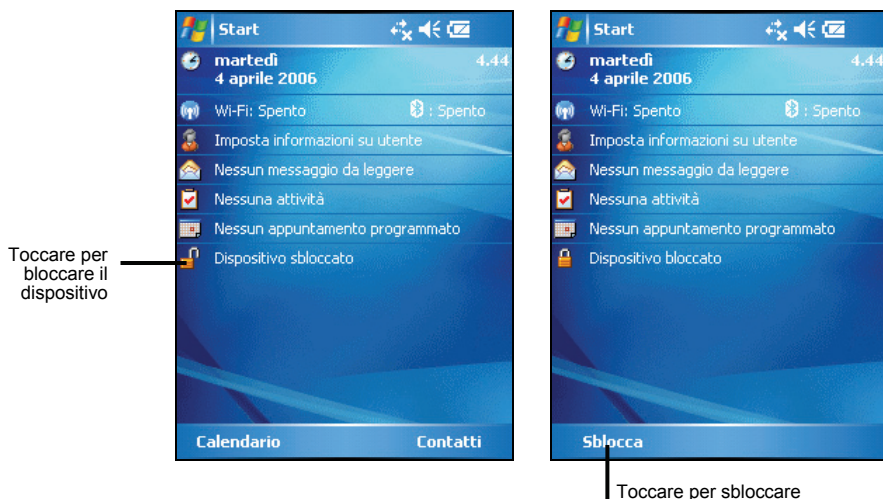 Start
martedì 4.44
4 aprile 2006
Wi-Fi: Spento : Spento
Imposta informazioni su utente
Nessun messaggio da leggere
Nessuna attività
Nessun appuntamento programmato
Dispositivo sbloccato
Calendario Contatti
Toccare per
bloccare il
dispositivo
Start
martedì 4.44
4 aprile 2006
Wi-Fi: Spento : Spento
Imposta informazioni su utente
Nessun messaggio da leggere
Nessuna attività
Nessun appuntamento programmato
Dispositivo bloccato
Sblocca
Toccare per sbloccare